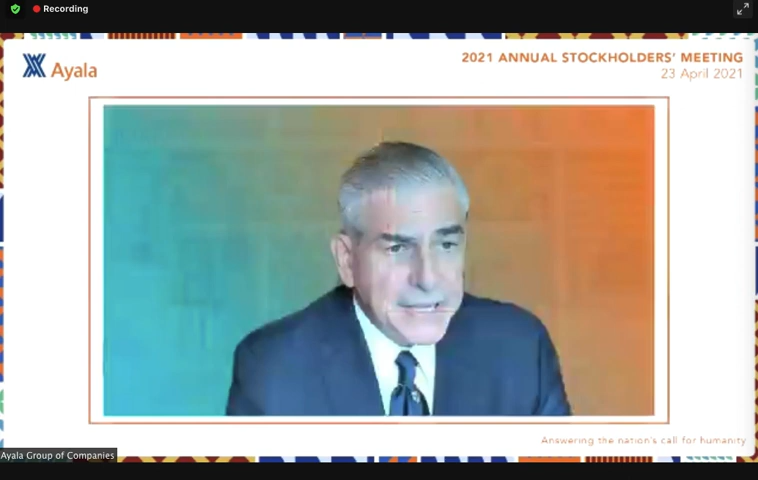 Recording
Ayala
2021 ANNUAL STOCKHOLDERS' MEETING
23 April 2021
Answering the nation's call for humanity
Ayala Group of Companies